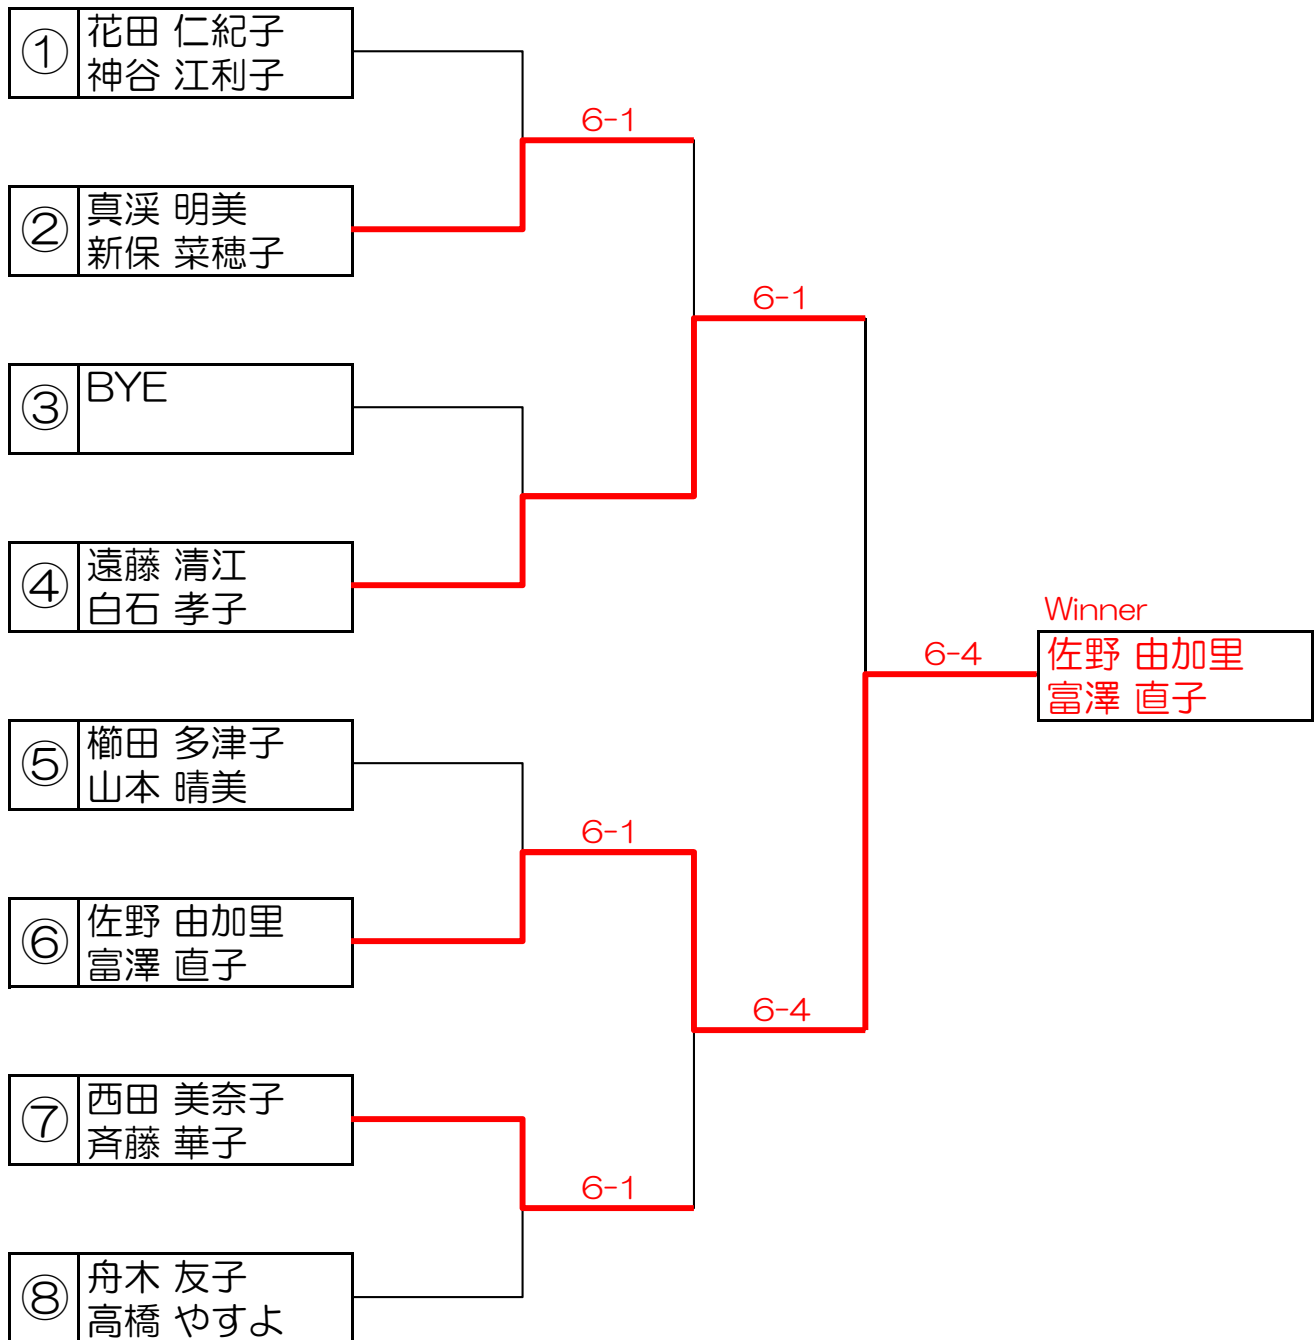 ① 花田 仁紀子
神谷 江利子
6-1
② 真渓 明美
新保 菜穂子
6-1
③ BYE
④ 遠藤 清江
白石 孝子
Winner
6-4 佐野 由加里
富澤 直子
⑤ 櫛田 多津子
山本 晴美
6-1
⑥ 佐野 由加里
富澤 直子
6-4
⑦ 西田 美奈子
斉藤 華子
6-1
⑧ 舟木 友子
高橋 やすよ